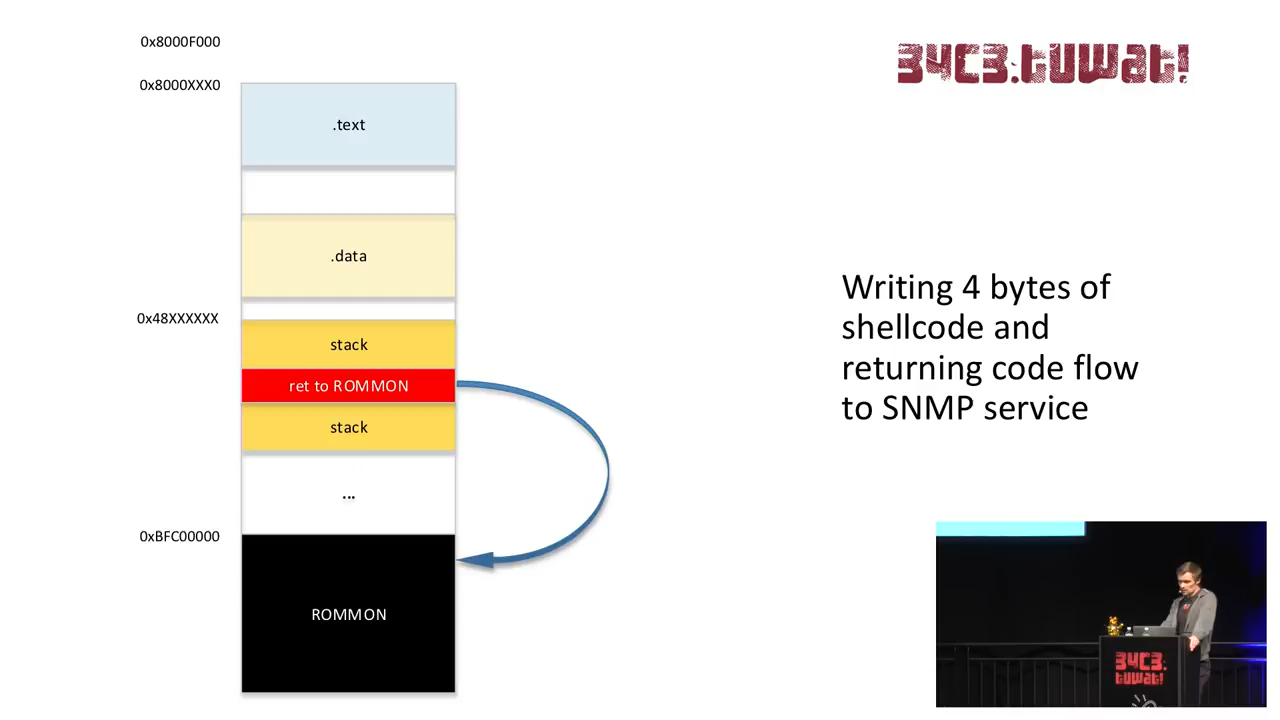 0x8000F000
34C3.tuwat!
0x8000XXX0
.text
.data
0x48XXXXXX
stack
ret to ROMMON
stack
...
0xBFC00000
ROMMON
Writing 4 bytes of
shellcode and
returning code flow
to SNMP service
34C3.
tuwat!